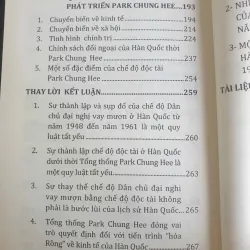 PHÁT TRIỂN PARK CHUNG HEE....193
1. Chuyển biến về kinh tế ............ 194
2. Chuyển biến về xã hội ............. 214
3. Tình hình chính trị .................. 224
4. Chính sách đối ngoại của Hàn Quốc thời
Park Chung Hee .................... 237
5. Một số đặc điểm của chế độ độc tài
Park Chung Hee .................... 254
THAY LỜI KẾT LUẬN................259
1. Sự thành lập và sụp đổ của chế độ Dân
chủ đại nghị vay mượn ở Hàn Quốc từ
năm 1948 đến năm 1961 là một quy
luật tất yếu ............................ 260
2. Sự thành lập chế độ độc tài ở Hàn Quốc
dưới thời Tổng thống Park Chung Hee là
một quy luật tất yếu ................ 263
3. Sự thay thế chế độ Dân chủ đại nghị
vay mượn bằng chế độ độc tài không
phải là bước lùi của lịch sử Hàn Quốc
............................................ 265
4. Tổng thống Park Chung Hee đóng vai
trò quyết định đối với tiến trình "hóa
Rồng" về kinh tế của Hàn Quốc
2- NH
CỦA
3- MỘ
CỦA
TÀI LIỆU